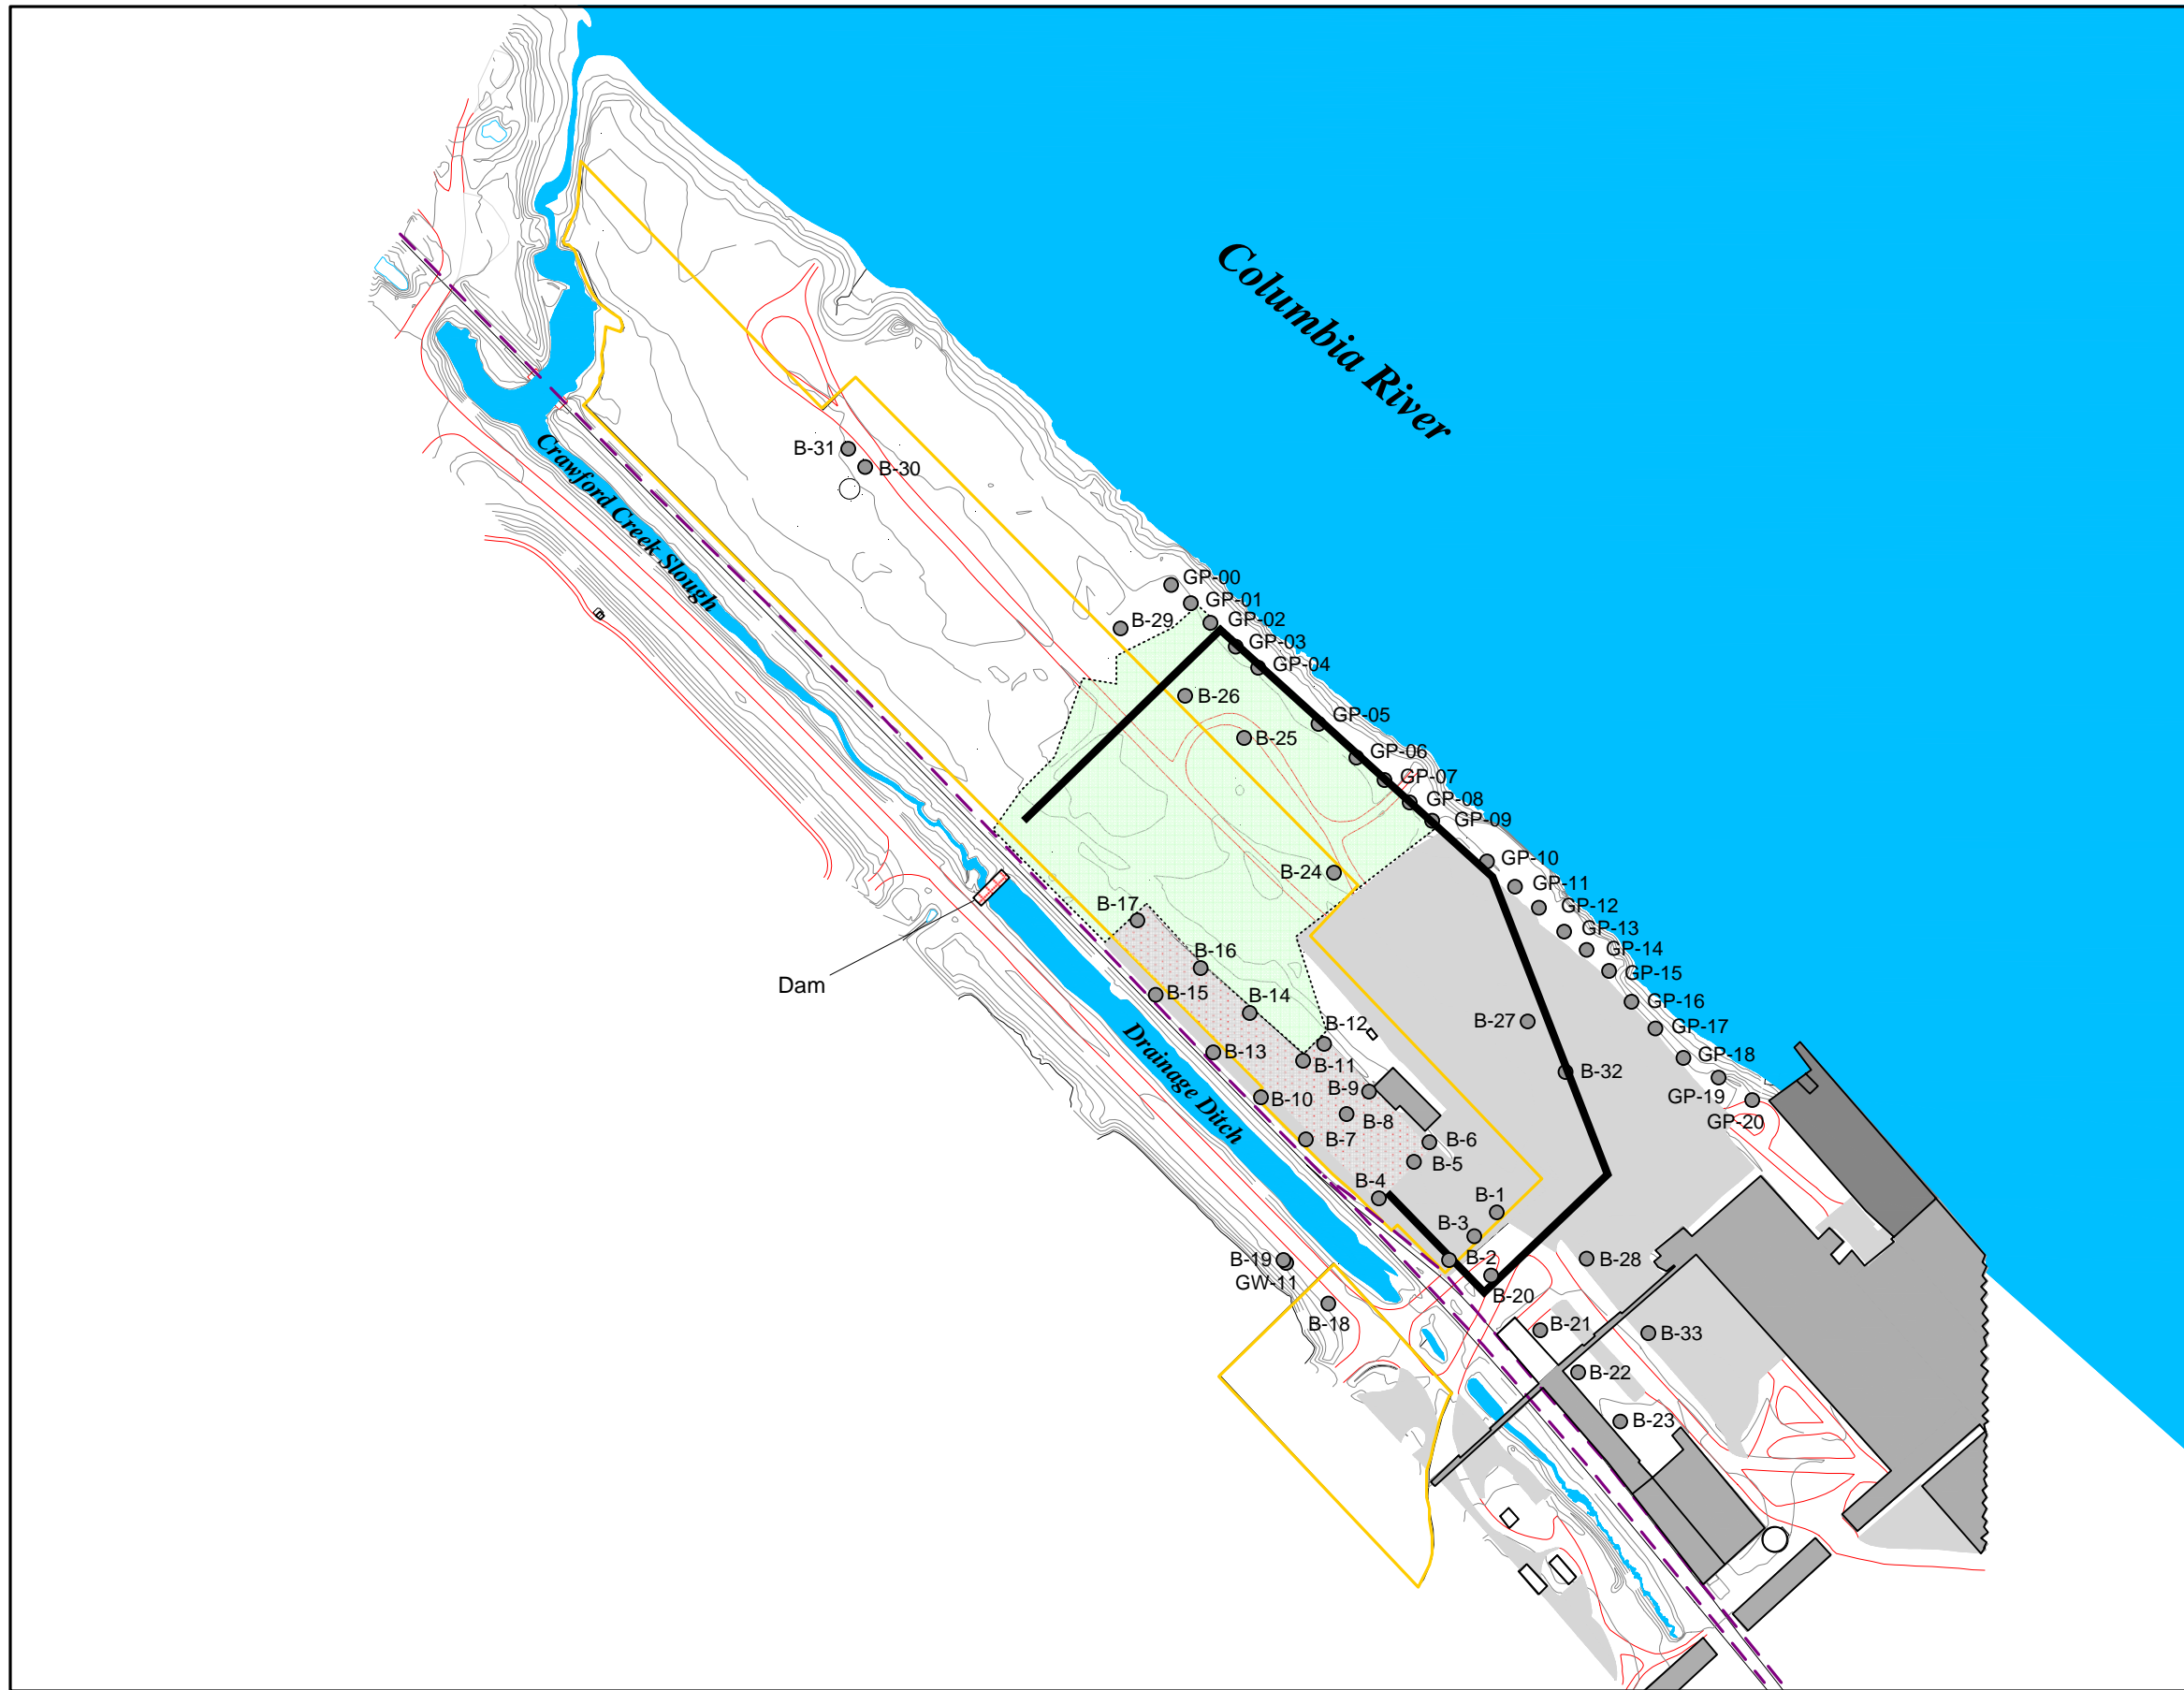 Columbia River
B-31
B-30
Crawford Creek Slough
GP-00
GP-01
GP-02
B-29
GP-03
GP-04
B-26
GP-05
B-25
GP-06
GP-07
GP-08
GP-09
GP-10
B-24
GP-11
B-17
GP-12
GP-13
GP-14
B-16
GP-15
Dam
B-15
GP-16
B-14
B-27
B-12
GP-17
Drainage Ditch
B-13
GP-18
B-11
B-32
B-9
B-10
GP-19
B-8
GP-20
B-7
B-6
B-5
B-4
B-1
B-3
B-19
B-2
B-28
GW-11
B-20
B-18
B-21
B-33
B-22
B-23